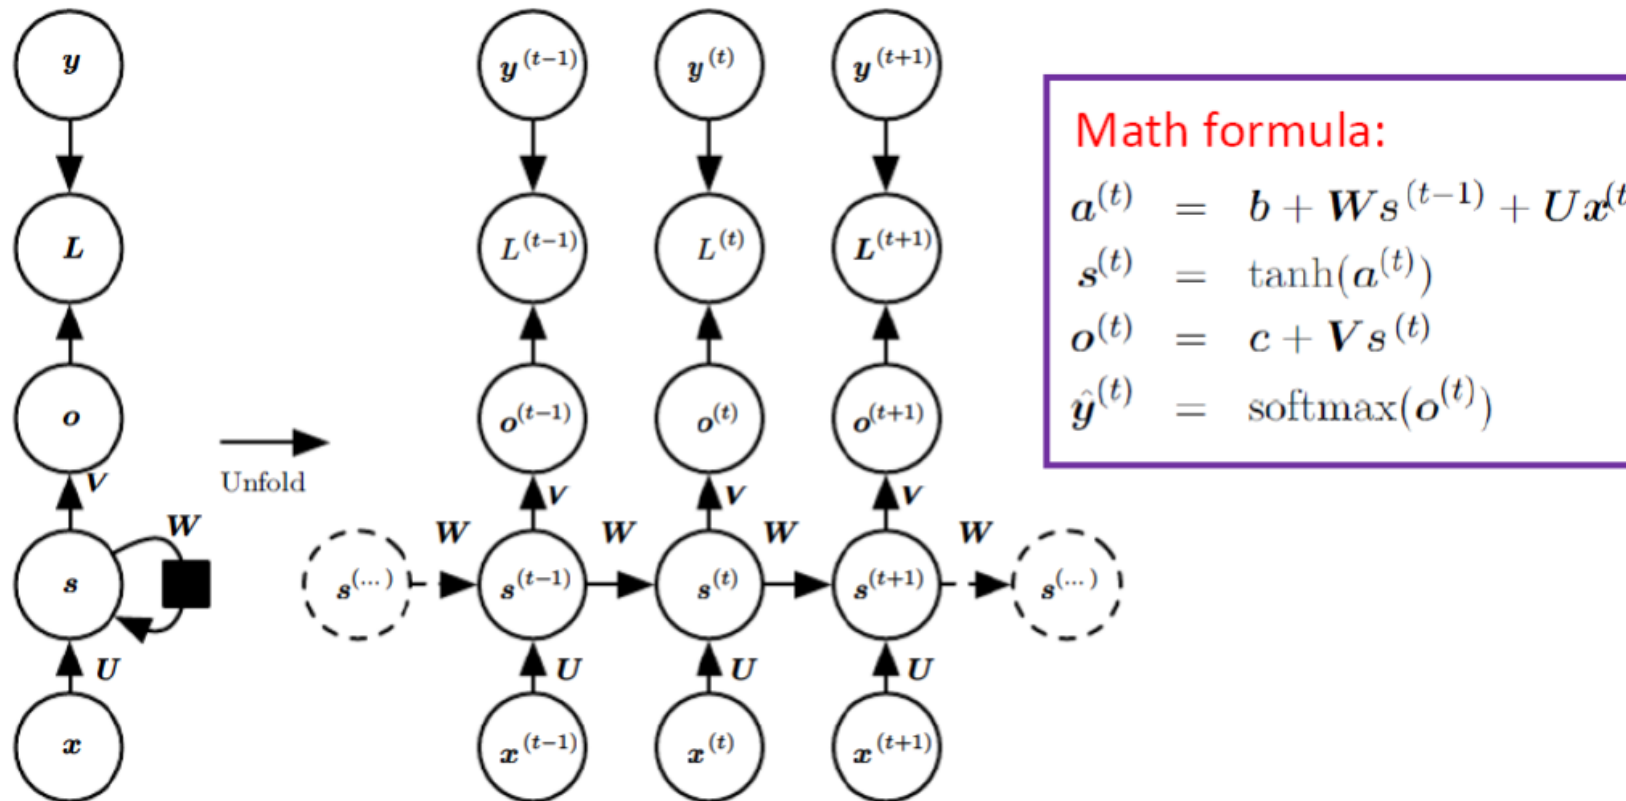 y y^(t−1) y^(t) y^(t+1)
Math formula:
L L^(t−1) L^(t) L^(t+1)
a^(t) = b + Ws^(t−1) + Ux^(t
s^(t) = tanh(a^(t))
o^(t) = c + Vs^(t)
ŷ^(t) = softmax(o^(t))
o o^(t−1) o^(t) o^(t+1)
Unfold
V V V V
W W W W W
s s^(...) s^(t−1) s^(t) s^(t+1) s^(...)
U U U U
x x^(t−1) x^(t) x^(t+1)